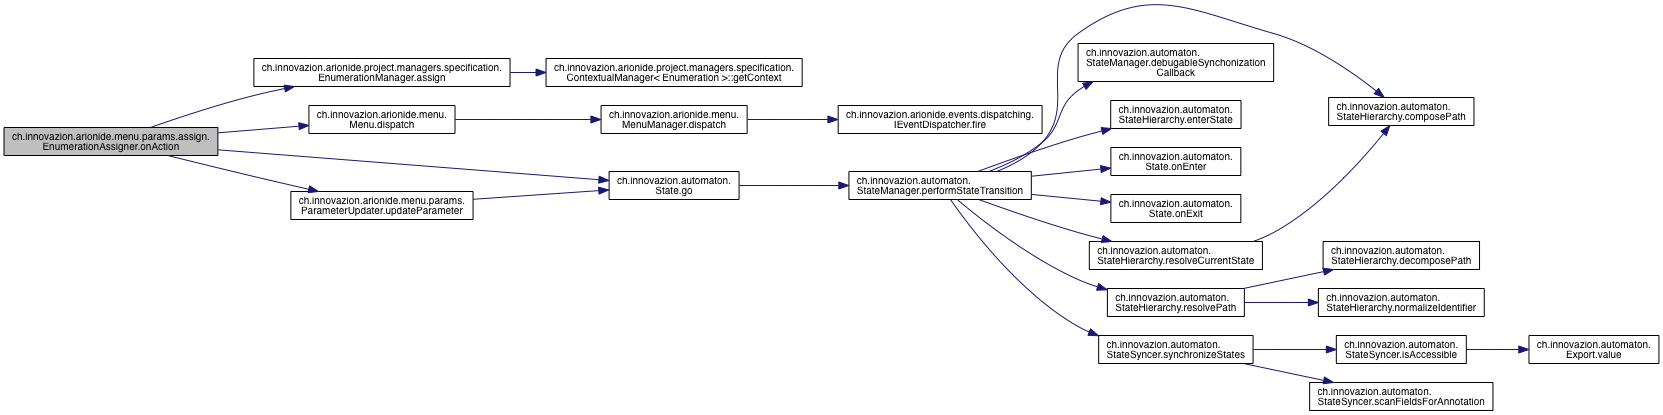 ch.innovazion.arionide.menu.params.assign.
EnumerationAssigner.onAction
ch.innovazion.arionide.project.managers.specification.
EnumerationManager.assign
ch.innovazion.arionide.project.managers.specification.
ContextualManager< Enumeration >::getContext
ch.innovazion.arionide.menu.
Menu.dispatch
ch.innovazion.arionide.menu.
MenuManager.dispatch
ch.innovazion.arionide.events.dispatching.
IEventDispatcher.fire
ch.innovazion.automaton.
State.go
ch.innovazion.arionide.menu.params.
ParameterUpdater.updateParameter
ch.innovazion.automaton.
StateManager.performStateTransition
ch.innovazion.automaton.
StateManager.debugableSynchonization
Callback
ch.innovazion.automaton.
StateHierarchy.composePath
ch.innovazion.automaton.
StateHierarchy.enterState
ch.innovazion.automaton.
State.onEnter
ch.innovazion.automaton.
State.onExit
ch.innovazion.automaton.
StateHierarchy.resolveCurrentState
ch.innovazion.automaton.
StateHierarchy.decomposePath
ch.innovazion.automaton.
StateHierarchy.resolvePath
ch.innovazion.automaton.
StateHierarchy.normalizeIdentifier
ch.innovazion.automaton.
StateSyncer.synchronizeStates
ch.innovazion.automaton.
StateSyncer.isAccessible
ch.innovazion.automaton.
Export.value
ch.innovazion.automaton.
StateSyncer.scanFieldsForAnnotation